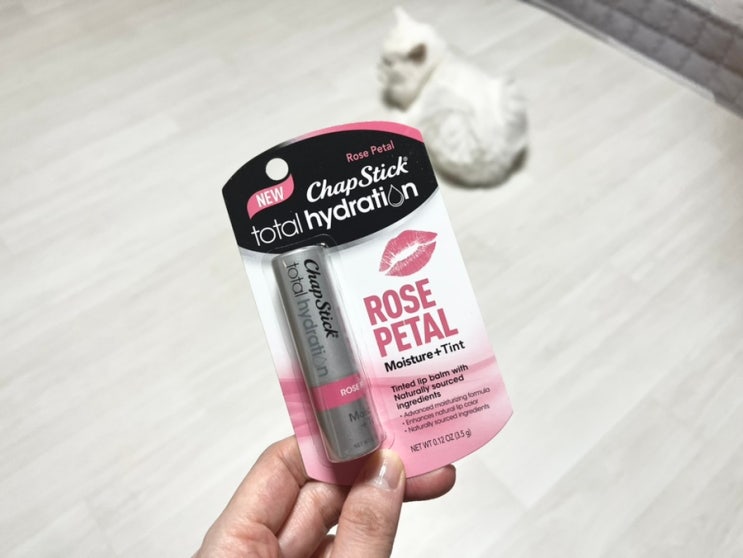 Rose Petal
NEW
ChapStick®
total hydration
ROSE
PETAL
Moisture+Tint
Tinted lip balm with
Naturally sourced
ingredients
• Advanced moisturizing formula
• Enhances natural lip color
• Naturally sourced ingredients
NET WT 0.12 OZ (3.5 g)
ChapStick
total hydration
ROSE